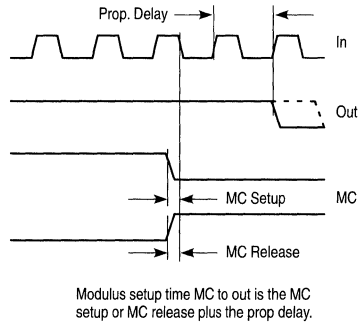 Prop. Delay
In
Out
MC Setup
MC
MC Release
Modulus setup time MC to out is the MC
setup or MC release plus the prop delay.